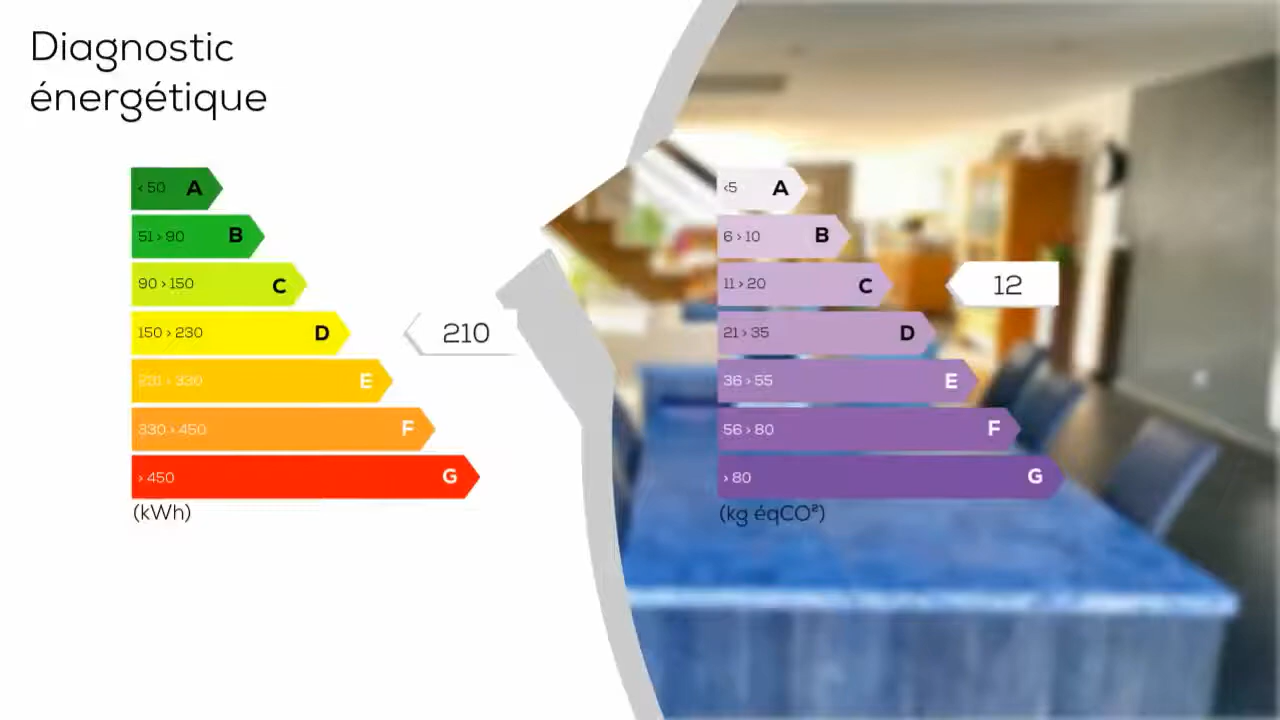 Diagnostic
énergétique
< 50 A
51 > 90 B
90 > 150 C
150 > 230 D
210
231 > 330 E
330 > 450 F
> 450 G
(kWh)
<5 A
6 > 10 B
11 > 20 C
12
21 > 35 D
36 > 55 E
56 > 80 F
> 80 G
(kg éqCO²)